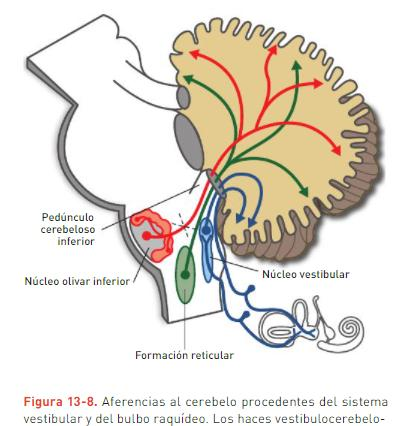 Pedúnculo
cerebeloso
inferior
Núcleo olivar inferior
Núcleo vestibular
Formación reticular
Figura 13-8. Aferencias al cerebelo procedentes del sistema
vestibular y del bulbo raquídeo. Los haces vestibulocerebelo-